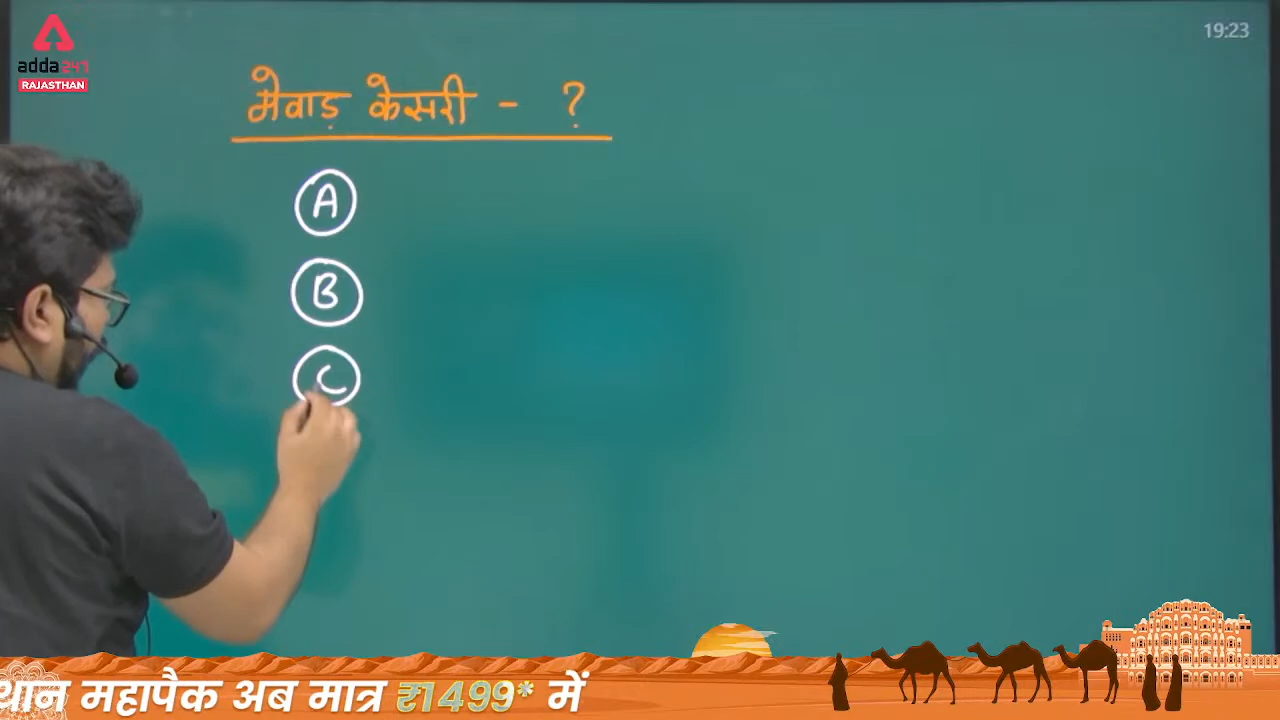 adda247
RAJASTHAN
19:23
मेवाड़ केसरी - ?
A
B
C
महापैक अब मात्र ₹1499* में